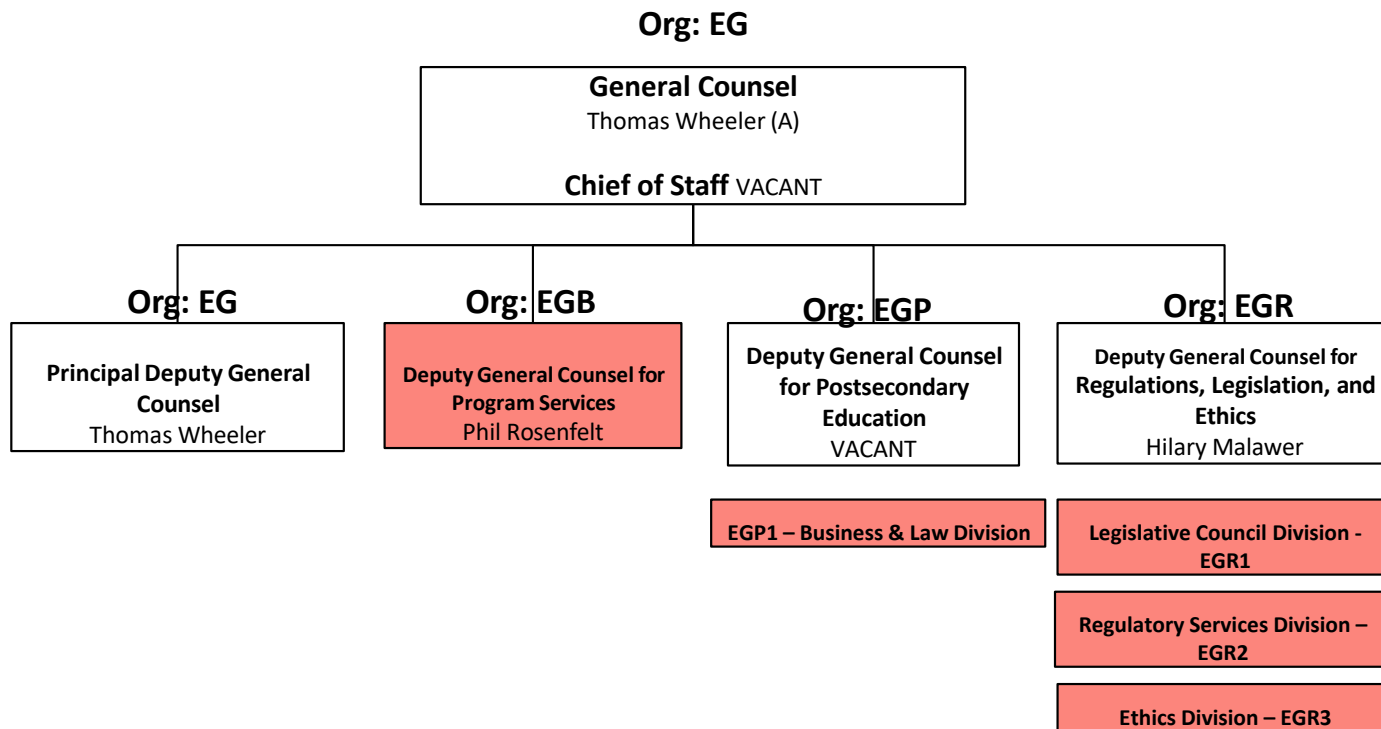 Org: EG
General Counsel
Thomas Wheeler (A)
Chief of Staff VACANT
Org: EG
Principal Deputy General
Counsel
Thomas Wheeler
Org: EGB
Deputy General Counsel for
Program Services
Phil Rosenfelt
Org: EGP
Deputy General Counsel
for Postsecondary
Education
VACANT
EGP1 – Business & Law Division
Org: EGR
Deputy General Counsel for
Regulations, Legislation, and
Ethics
Hilary Malawer
Legislative Council Division -
EGR1
Regulatory Services Division –
EGR2
Ethics Division – EGR3